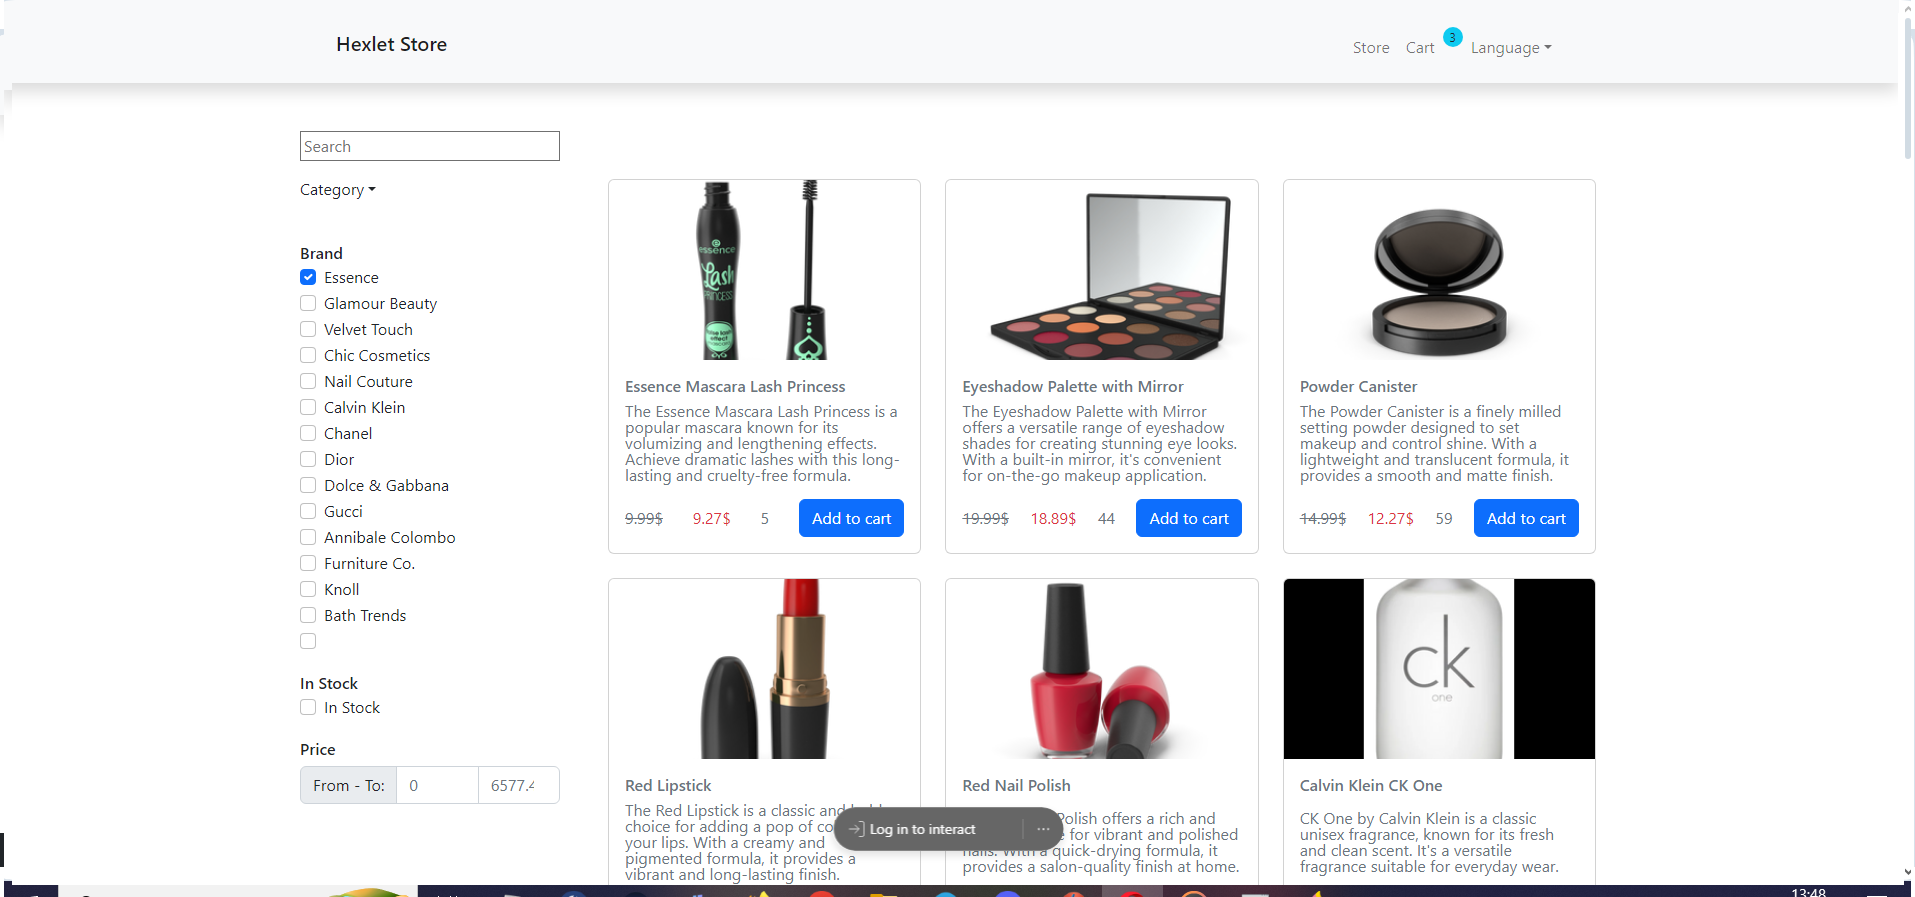 Hexlet Store
Store
Cart
3
Language
Search
Category
Brand
Essence
Glamour Beauty
Velvet Touch
Chic Cosmetics
Nail Couture
Calvin Klein
Chanel
Dior
Dolce & Gabbana
Gucci
Annibale Colombo
Furniture Co.
Knoll
Bath Trends
In Stock
In Stock
Price
From - To:
0
6577.4
essence
Lash
PRINCESS
Essence Mascara Lash Princess
The Essence Mascara Lash Princess is a
popular mascara known for its
volumizing and lengthening effects.
Achieve dramatic lashes with this long-
lasting and cruelty-free formula.
9.99$
9.27$
5
Add to cart
Eyeshadow Palette with Mirror
The Eyeshadow Palette with Mirror
offers a versatile range of eyeshadow
shades for creating stunning eye looks.
With a built-in mirror, it's convenient
for on-the-go makeup application.
19.99$
18.89$
44
Add to cart
Powder Canister
The Powder Canister is a finely milled
setting powder designed to set
makeup and control shine. With a
lightweight and translucent formula, it
provides a smooth and matte finish.
14.99$
12.27$
59
Add to cart
Red Lipstick
The Red Lipstick is a classic and
choice for adding a pop of
your lips. With a creamy and
pigmented formula, it provides a
vibrant and long-lasting finish.
Red Nail Polish
Polish offers a rich and
for vibrant and polished
nails. With a quick-drying formula, it
provides a salon-quality finish at home.
ck
one
Calvin Klein CK One
CK One by Calvin Klein is a classic
unisex fragrance, known for its fresh
and clean scent. It's a versatile
fragrance suitable for everyday wear.
Log in to interact
13:48